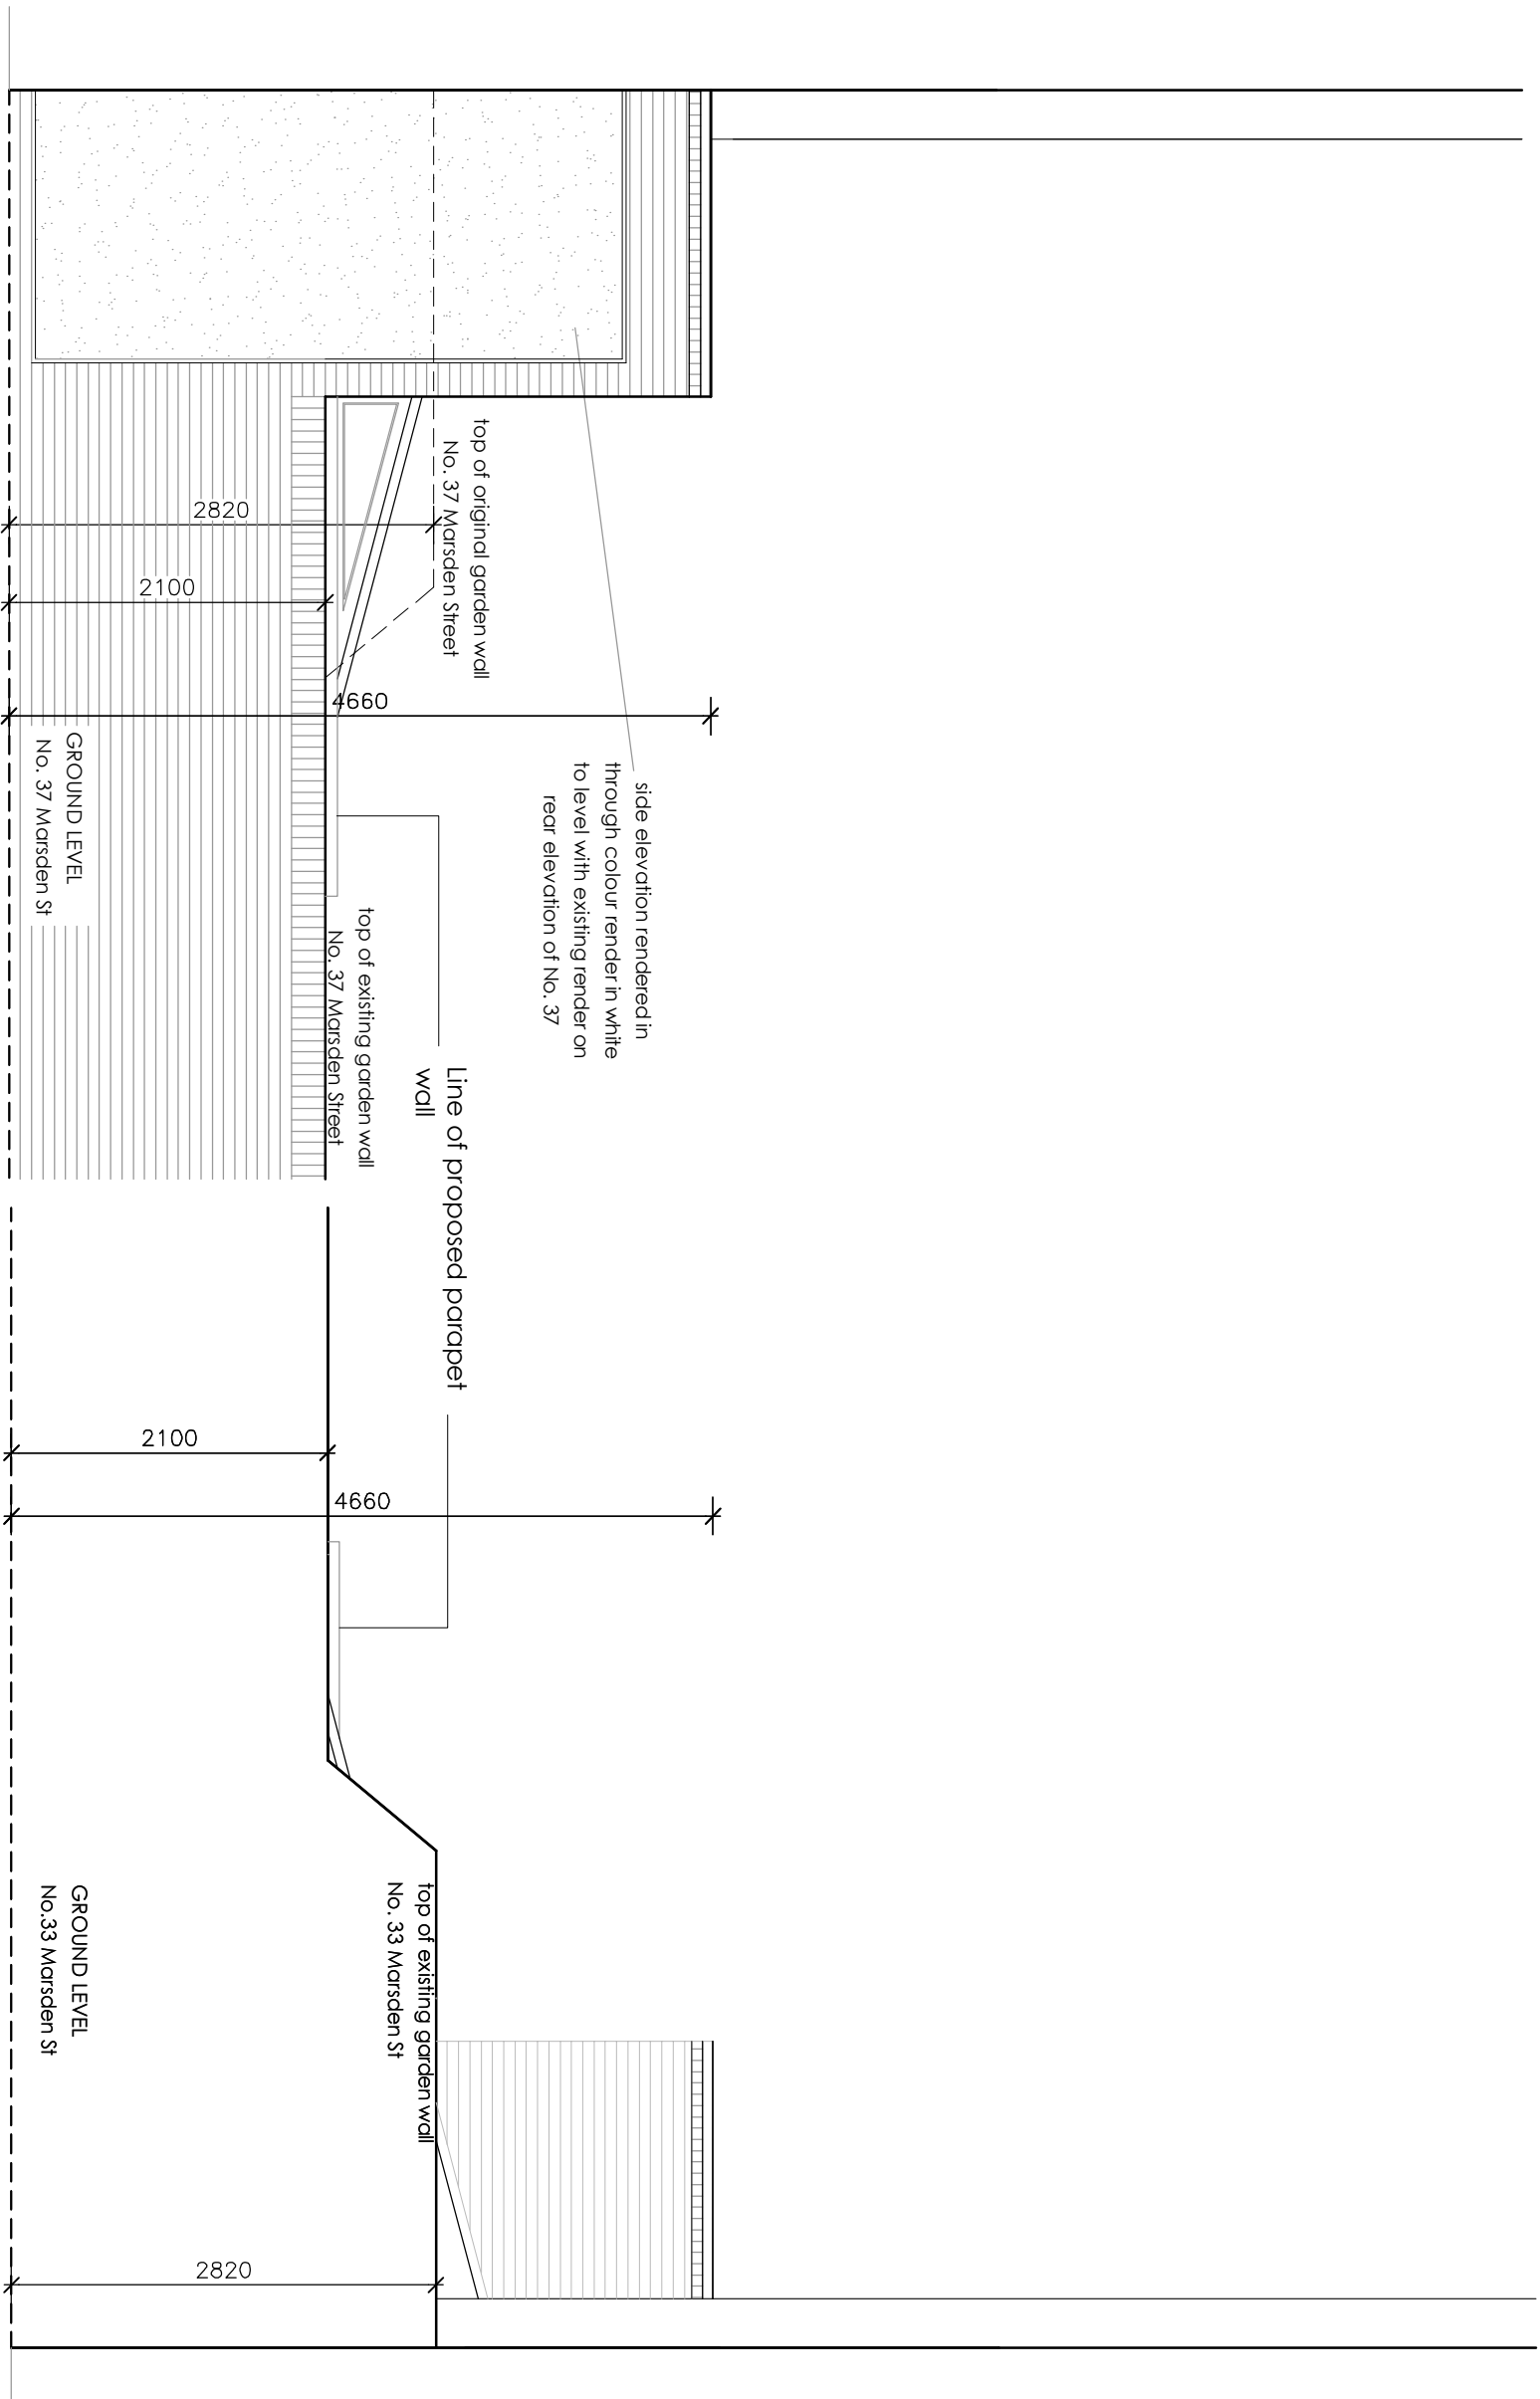 side elevation rendered in
through colour render in white
to level with existing render on
rear elevation of No. 37
top of original garden wall
No. 37 Marsden Street
2820
2100
4660
GROUND LEVEL
No. 37 Marsden St
top of existing garden wall
No. 37 Marsden Street
Line of proposed parapet
wall
2100
4660
top of existing garden wall
No. 33 Marsden St
GROUND LEVEL
No.33 Marsden St
2820